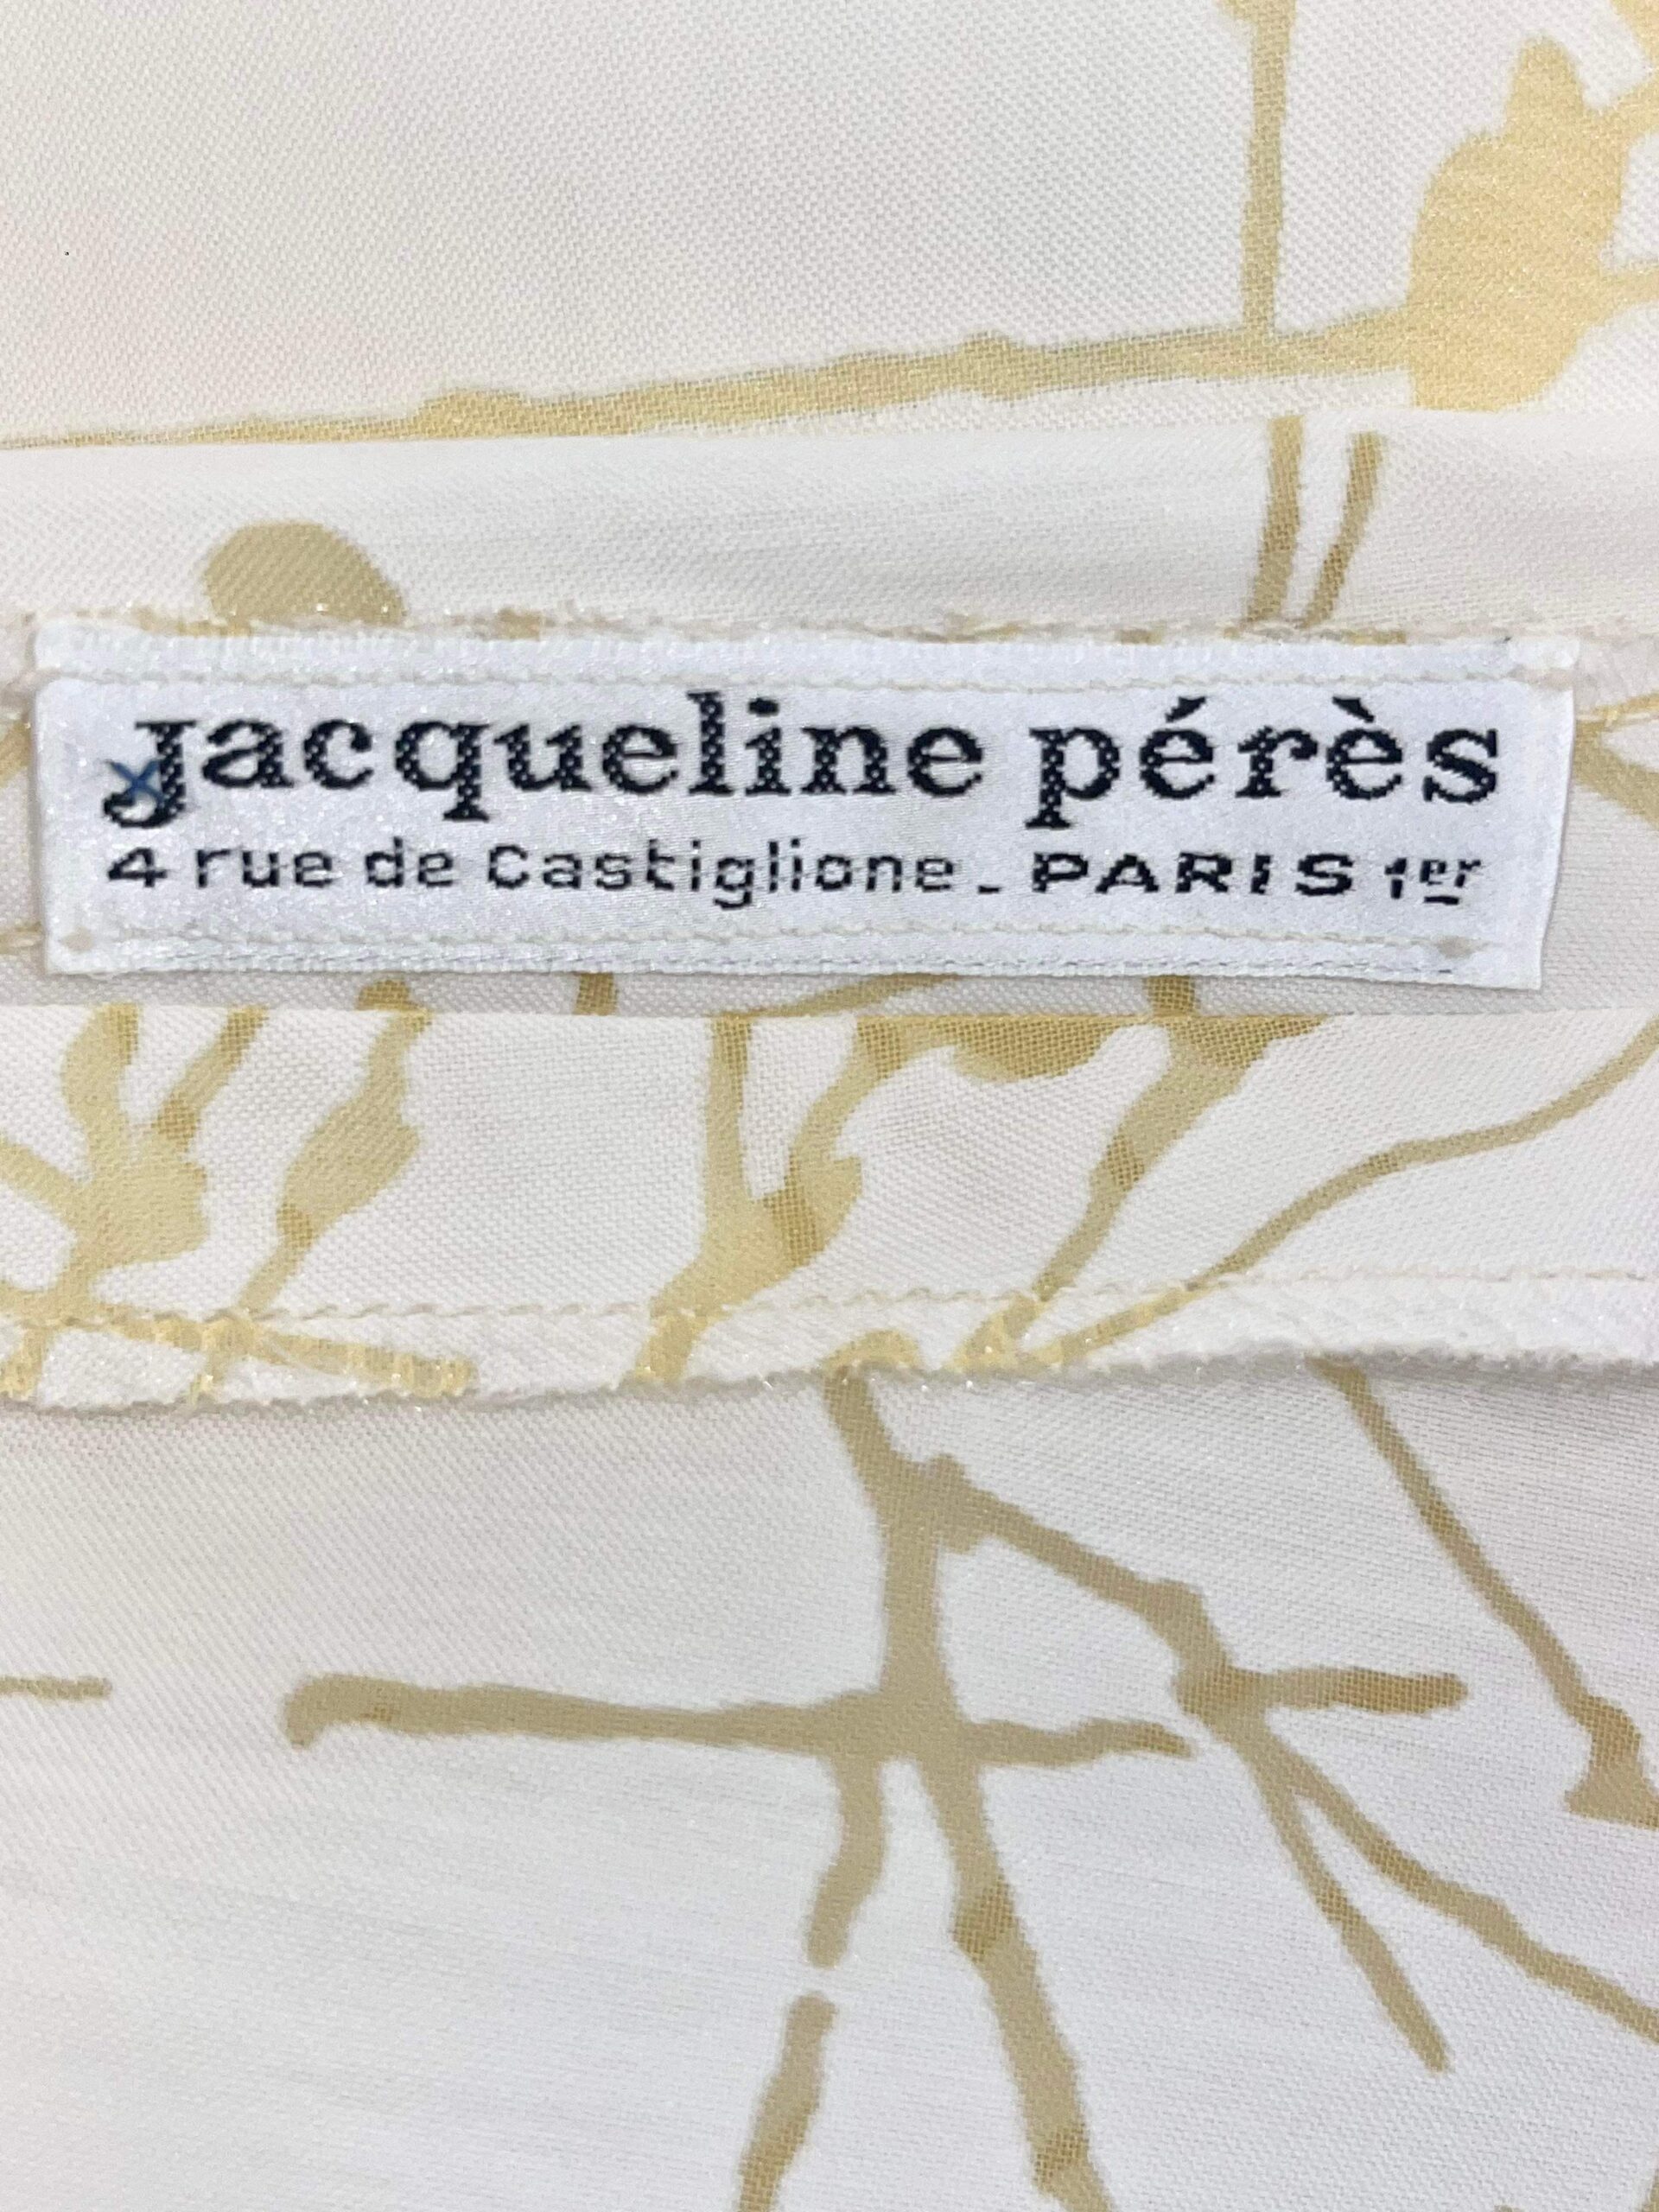 Jacqueline pérès
4 rue de Castiglione - PARIS 1er